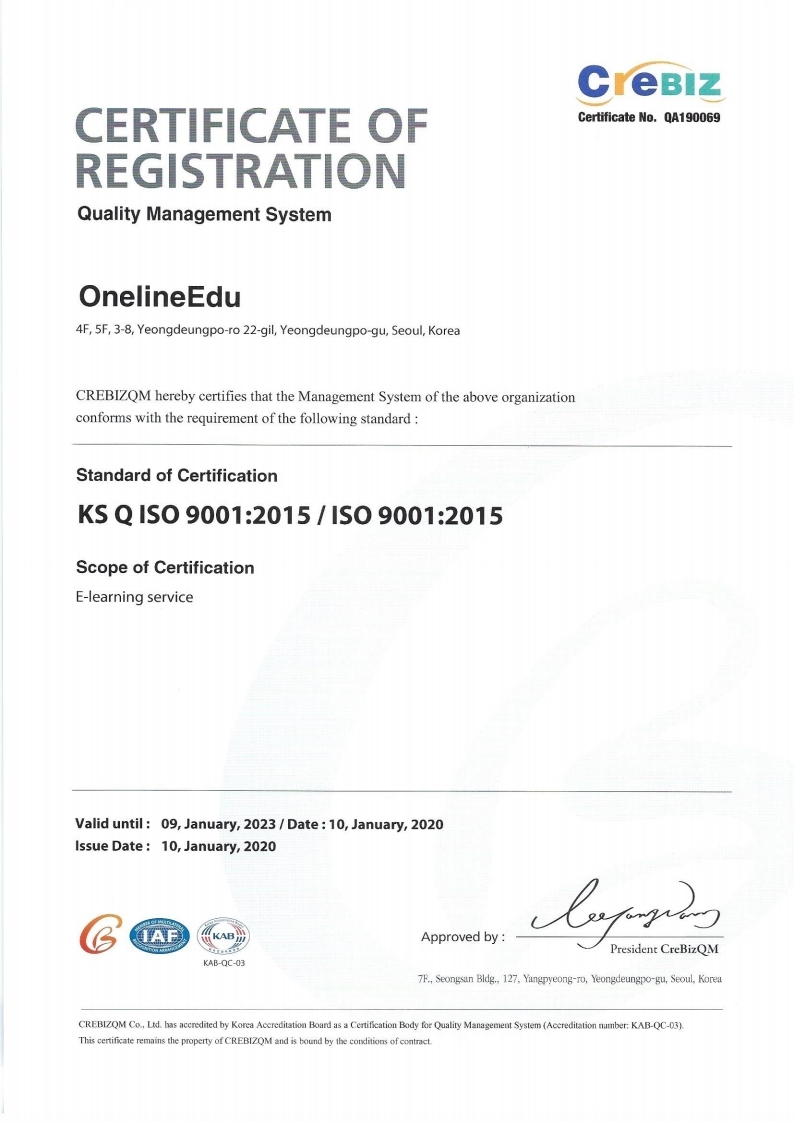 CreBIZ
Certificate No. QA190069
CERTIFICATE OF
REGISTRATION
Quality Management System
OnelineEdu
4F, 5F, 3-8, Yeongdeungpo-ro 22-gil, Yeongdeungpo-gu, Seoul, Korea
CREBIZQM hereby certifies that the Management System of the above organization
conforms with the requirement of the following standard :
Standard of Certification
KS Q ISO 9001:2015 / ISO 9001:2015
Scope of Certification
E-learning service
Valid until : 09, January, 2023 / Date : 10, January, 2020
Issue Date : 10, January, 2020
MEMBER OF MULTILATERAL
IAF
RECOGNITION ARRANGEMENT
KAB
KAB-QC-03
Approved by :
President CreBizQM
7F., Seongsan Bldg., 127, Yangpyeong-ro, Yeongdeungpo-gu, Seoul, Korea
CREBIZQM Co., Ltd. has accredited by Korea Accreditation Board as a Certification Body for Quality Management System (Accreditation number: KAB-QC-03).
This certificate remains the property of CREBIZQM and is bound by the conditions of contract.